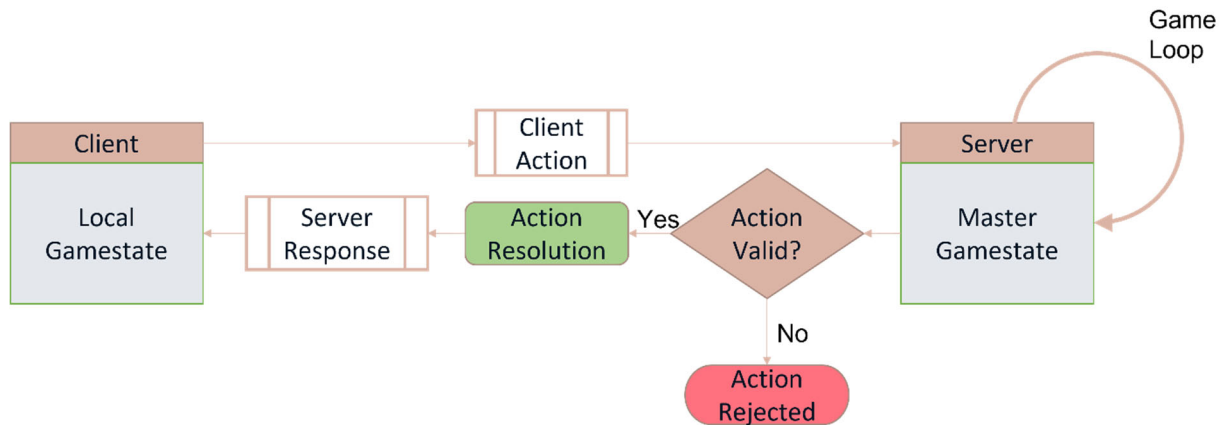 Game
Loop
Client
Client
Action
Server
Local
Gamestate
Server
Response
Action
Resolution
Yes
Action
Valid?
Master
Gamestate
No
Action
Rejected